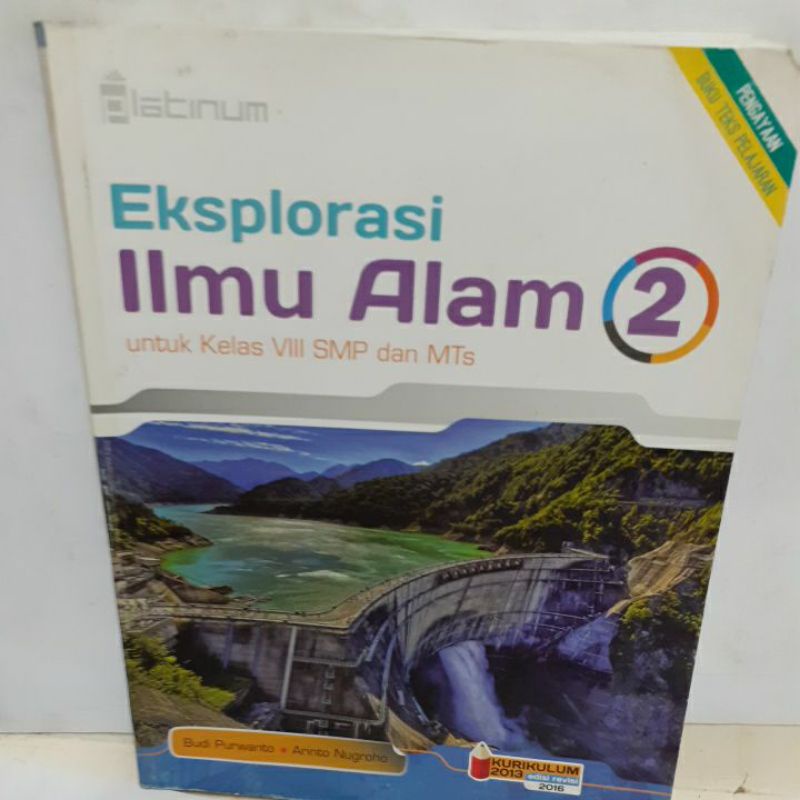 Platinum
PENGAYAAN
BUKU TEKS PELAJARAN
Eksplorasi
Ilmu Alam 2
untuk Kelas VIII SMP dan MTs
Budi Purwanto • Arinto Nugroho
KURIKULUM
2013 edisi revisi
2016